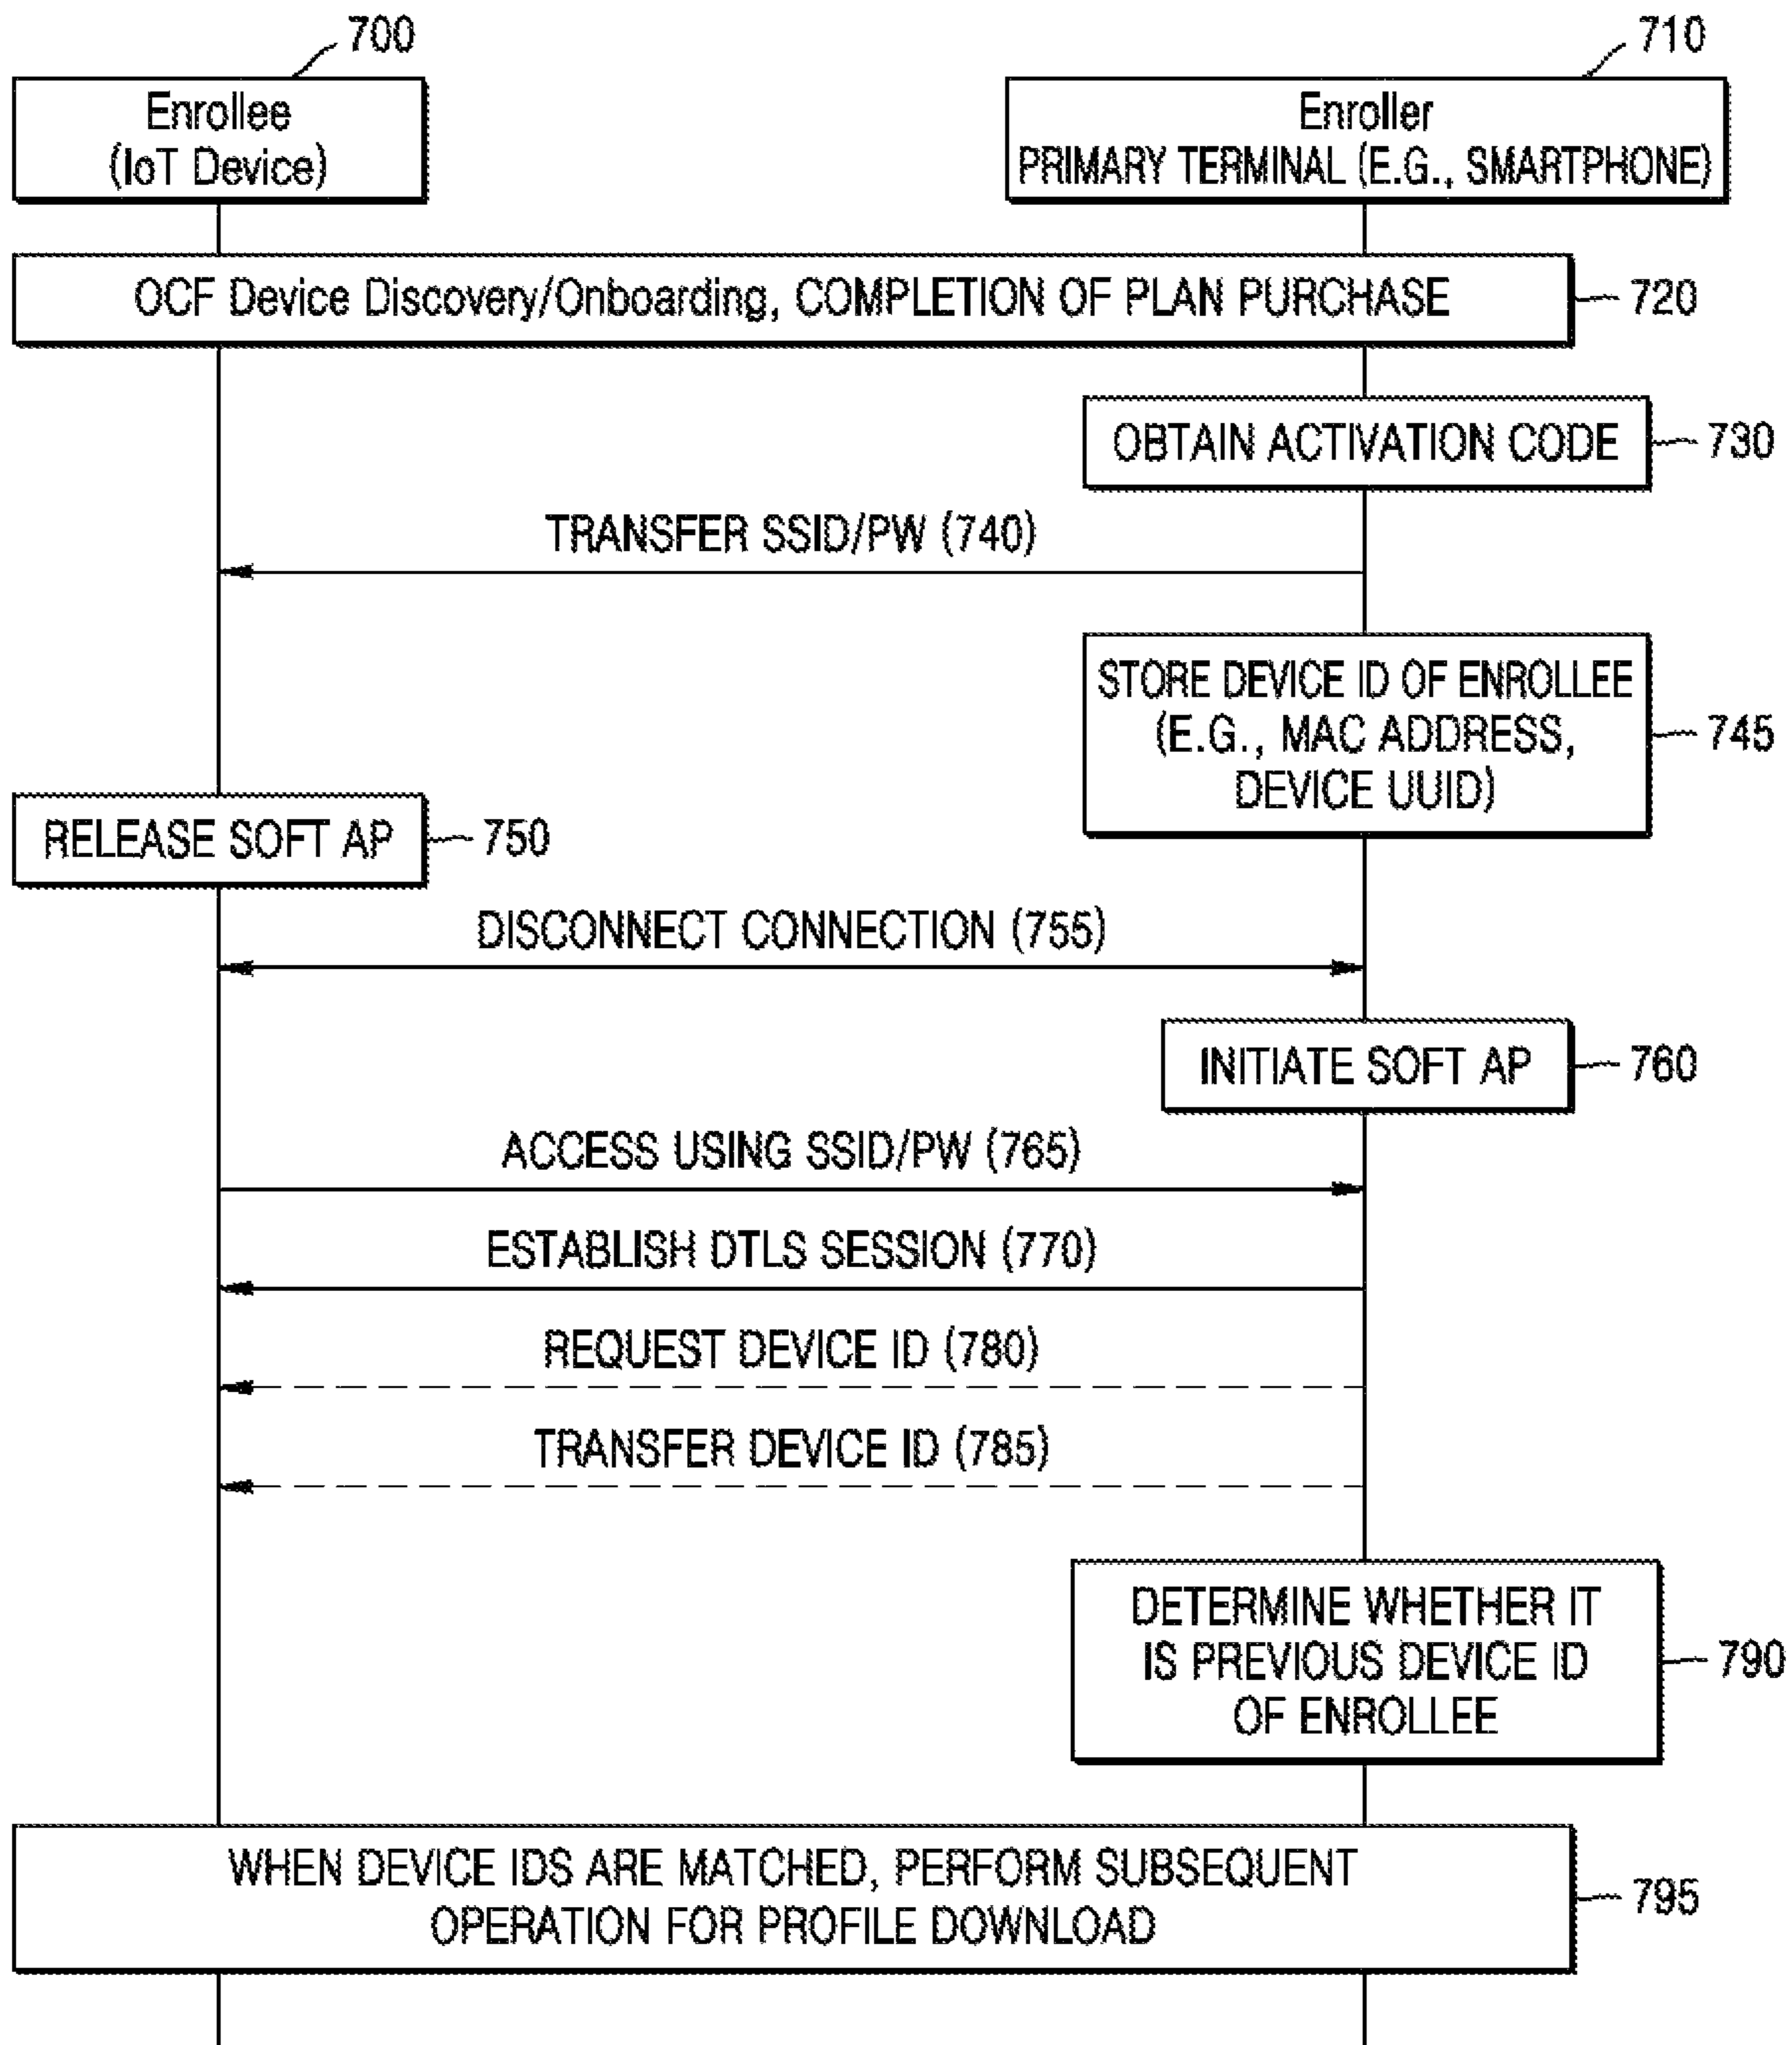 700
710
Enrollee
(IoT Device)
Enroller
PRIMARY TERMINAL (E.G., SMARTPHONE)
OCF Device Discovery/Onboarding, COMPLETION OF PLAN PURCHASE
720
OBTAIN ACTIVATION CODE
730
TRANSFER SSID/PW (740)
STORE DEVICE ID OF ENROLLEE
(E.G., MAC ADDRESS,
DEVICE UUID)
745
RELEASE SOFT AP
750
DISCONNECT CONNECTION (755)
INITIATE SOFT AP
760
ACCESS USING SSID/PW (765)
ESTABLISH DTLS SESSION (770)
REQUEST DEVICE ID (780)
TRANSFER DEVICE ID (785)
DETERMINE WHETHER IT
IS PREVIOUS DEVICE ID
OF ENROLLEE
790
WHEN DEVICE IDS ARE MATCHED, PERFORM SUBSEQUENT
OPERATION FOR PROFILE DOWNLOAD
795